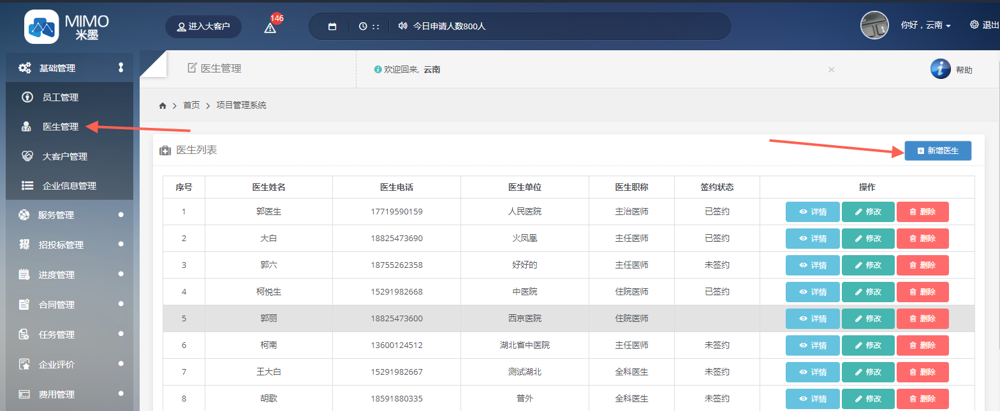 MIMO
米墨
进入大客户
146
: :
今日申请人数800人
你好，云南
退出
基础管理
员工管理
医生管理
大客户管理
企业信息管理
服务管理
招投标管理
进度管理
合同管理
任务管理
企业评价
费用管理
医生管理
欢迎回来, 云南
×
帮助
首页 > 项目管理系统
医生列表
新增医生
序号 医生姓名 医生电话 医生单位 医生职称 签约状态 操作
1 郭医生 17719590159 人民医院 主治医师 已签约 详情 修改 删除
2 大白 18825473690 火凤凰 主任医师 已签约 详情 修改 删除
3 郭六 18755262358 好好的 主任医师 未签约 详情 修改 删除
4 柯悦生 15291982668 中医院 住院医师 已签约 详情 修改 删除
5 郭丽 18825473600 西京医院 住院医师 详情 修改 删除
6 柯南 13600124512 湖北省中医院 主任医师 未签约 详情 修改 删除
7 王大白 15291982667 测试湖北 全科医生 未签约 详情 修改 删除
8 胡歌 18591880335 普外 全科医生 未签约 详情 修改 删除